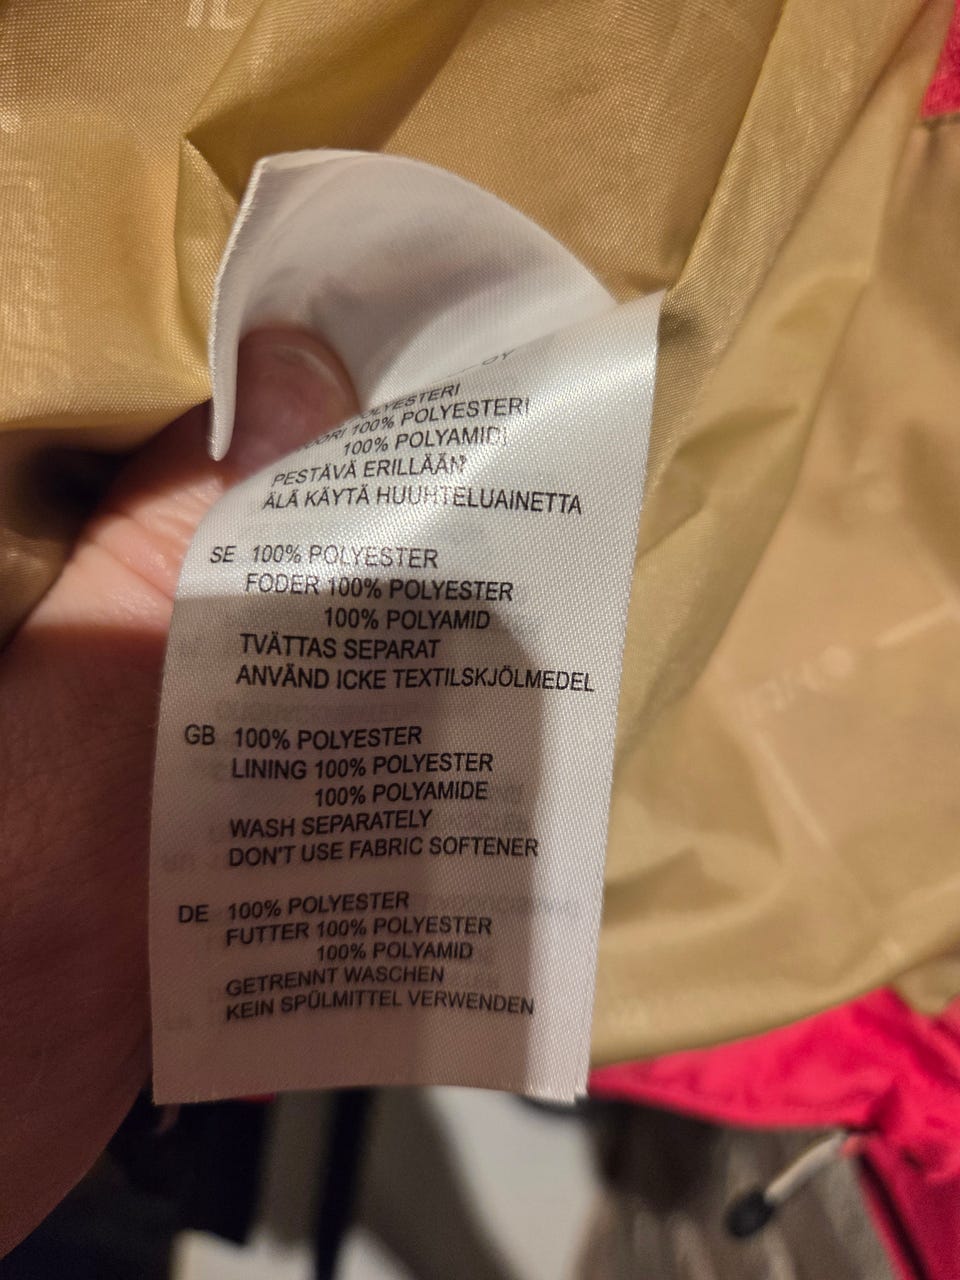 OY
POLYESTERI
VUORI 100% POLYESTERI
100% POLYAMIDI
PESTÄVÄ ERILLÄÄN
ÄLÄ KÄYTÄ HUUHTELUAINETTA
SE 100% POLYESTER
FODER 100% POLYESTER
100% POLYAMID
TVÄTTAS SEPARAT
ANVÄND ICKE TEXTILSKJÖLMEDEL
GB 100% POLYESTER
LINING 100% POLYESTER
100% POLYAMIDE
WASH SEPARATELY
DON'T USE FABRIC SOFTENER
DE 100% POLYESTER
FUTTER 100% POLYESTER
100% POLYAMID
GETRENNT WASCHEN
KEIN SPÜLMITTEL VERWENDEN